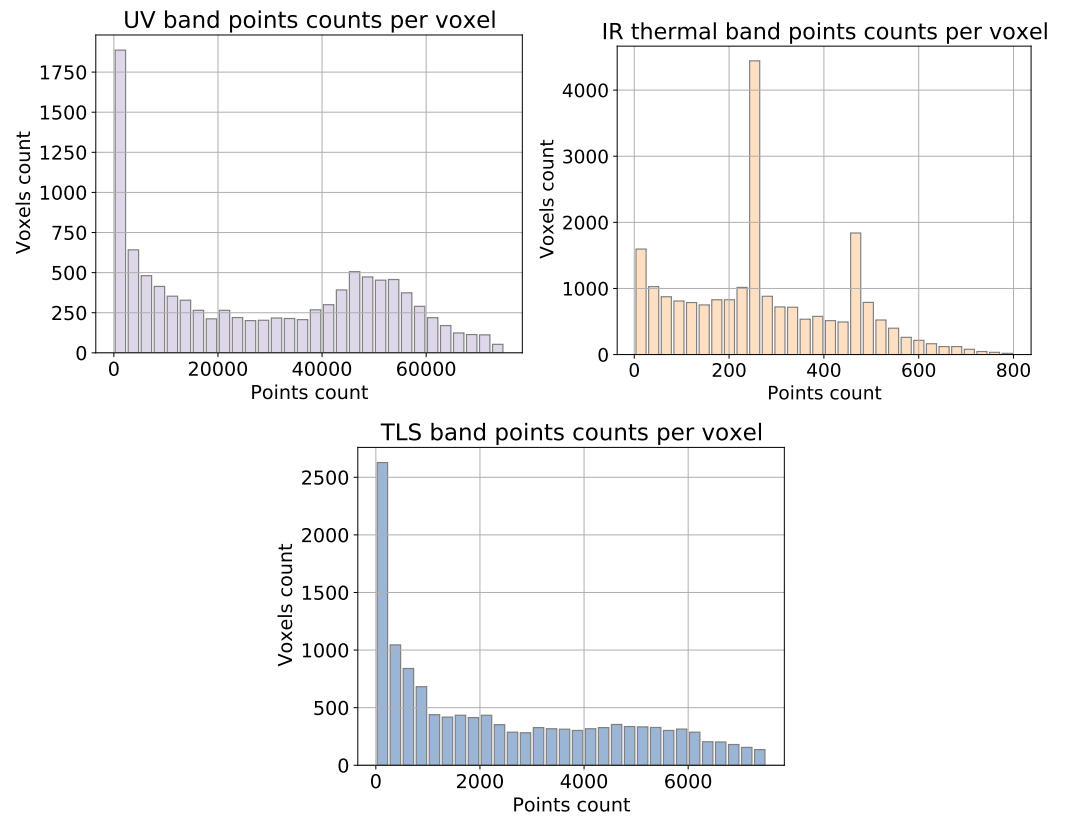 UV band points counts per voxel
Voxels count
1750
1500
1250
1000
750
500
250
0
0 20000 40000 60000
Points count
IR thermal band points counts per voxel
Voxels count
4000
3000
2000
1000
0
0 200 400 600 800
Points count
TLS band points counts per voxel
Voxels count
2500
2000
1500
1000
500
0
0 2000 4000 6000
Points count